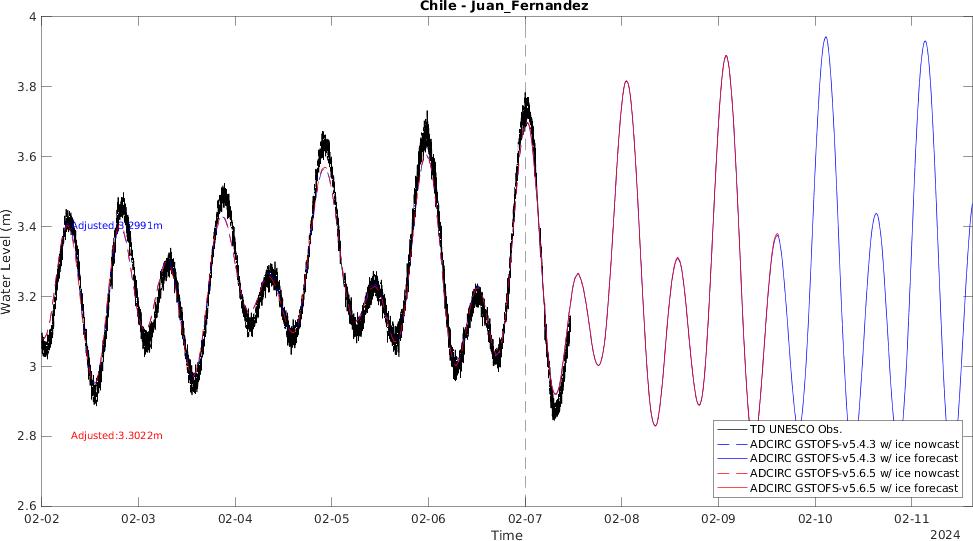 Chile - Juan_Fernandez
Water Level (m)
4
3.8
3.6
3.4
3.2
3
2.8
2.6
Adjusted:3.2991m
Adjusted:3.3022m
TD UNESCO Obs.
ADCIRC GSTOFS-v5.4.3 w/ ice nowcast
ADCIRC GSTOFS-v5.4.3 w/ ice forecast
ADCIRC GSTOFS-v5.6.5 w/ ice nowcast
ADCIRC GSTOFS-v5.6.5 w/ ice forecast
02-02 02-03 02-04 02-05 02-06 02-07 02-08 02-09 02-10 02-11
Time
2024